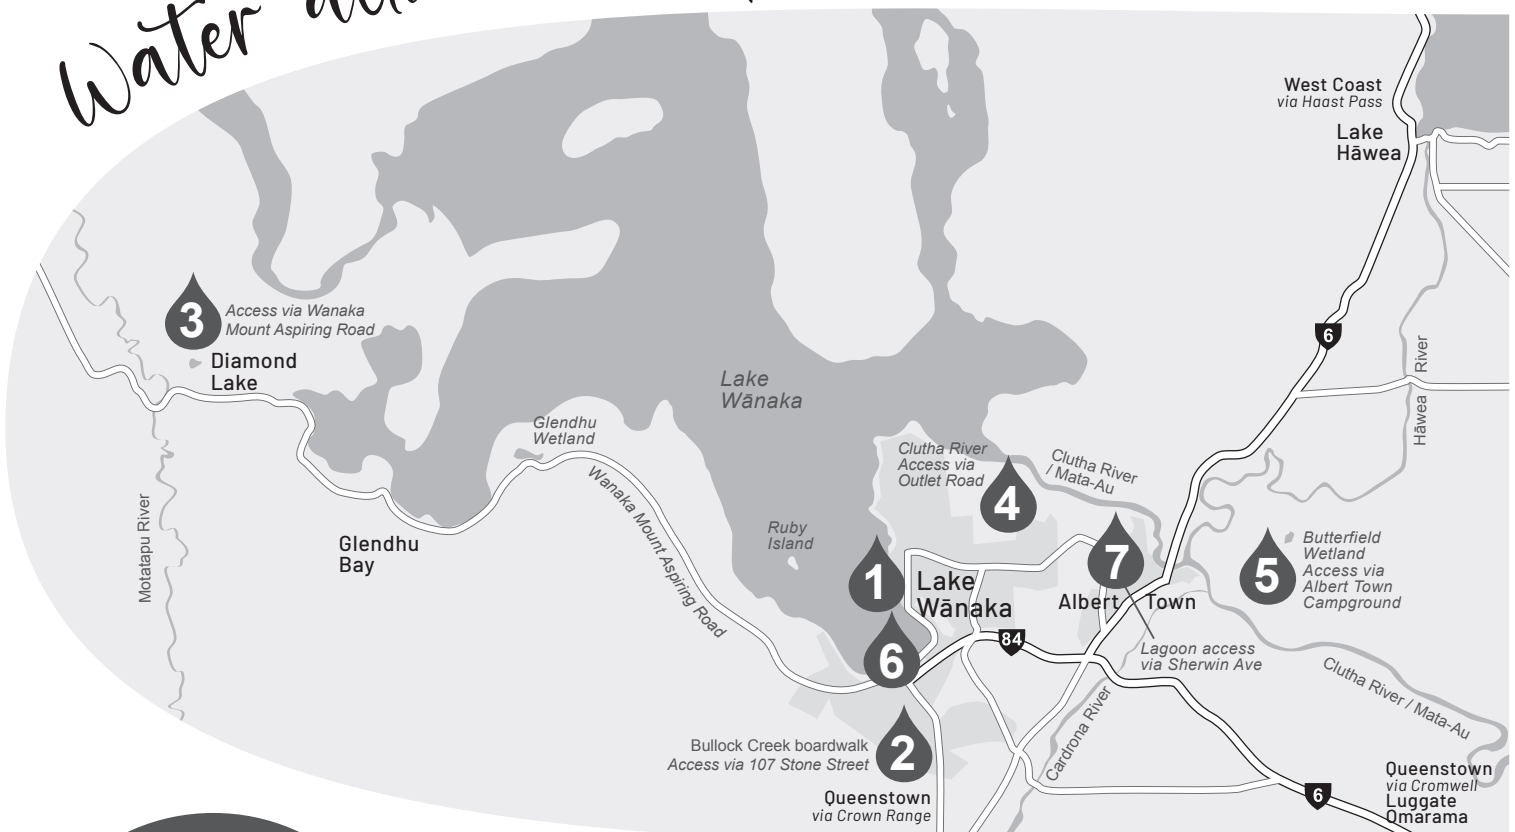 Water
West Coast
via Haast Pass
Lake
Hāwea
3
Access via Wanaka
Mount Aspiring Road
Diamond
Lake
6
Hāwea River
Lake
Wānaka
Glendhu
Wetland
Wanaka Mount Aspiring Road
Clutha River
Access via
Outlet Road
4
Clutha River
/ Mata-Au
Motatapu River
Glendhu
Bay
Ruby
Island
1
Lake
Wānaka
7
Albert Town
5
Butterfield
Wetland
Access via
Albert Town
Campground
6
84
Lagoon access
via Sherwin Ave
Clutha River / Mata-Au
Cardrona River
Bullock Creek boardwalk
Access via 107 Stone Street
2
Queenstown
via Crown Range
6
Queenstown
via Cromwell
Luggate
Omarama